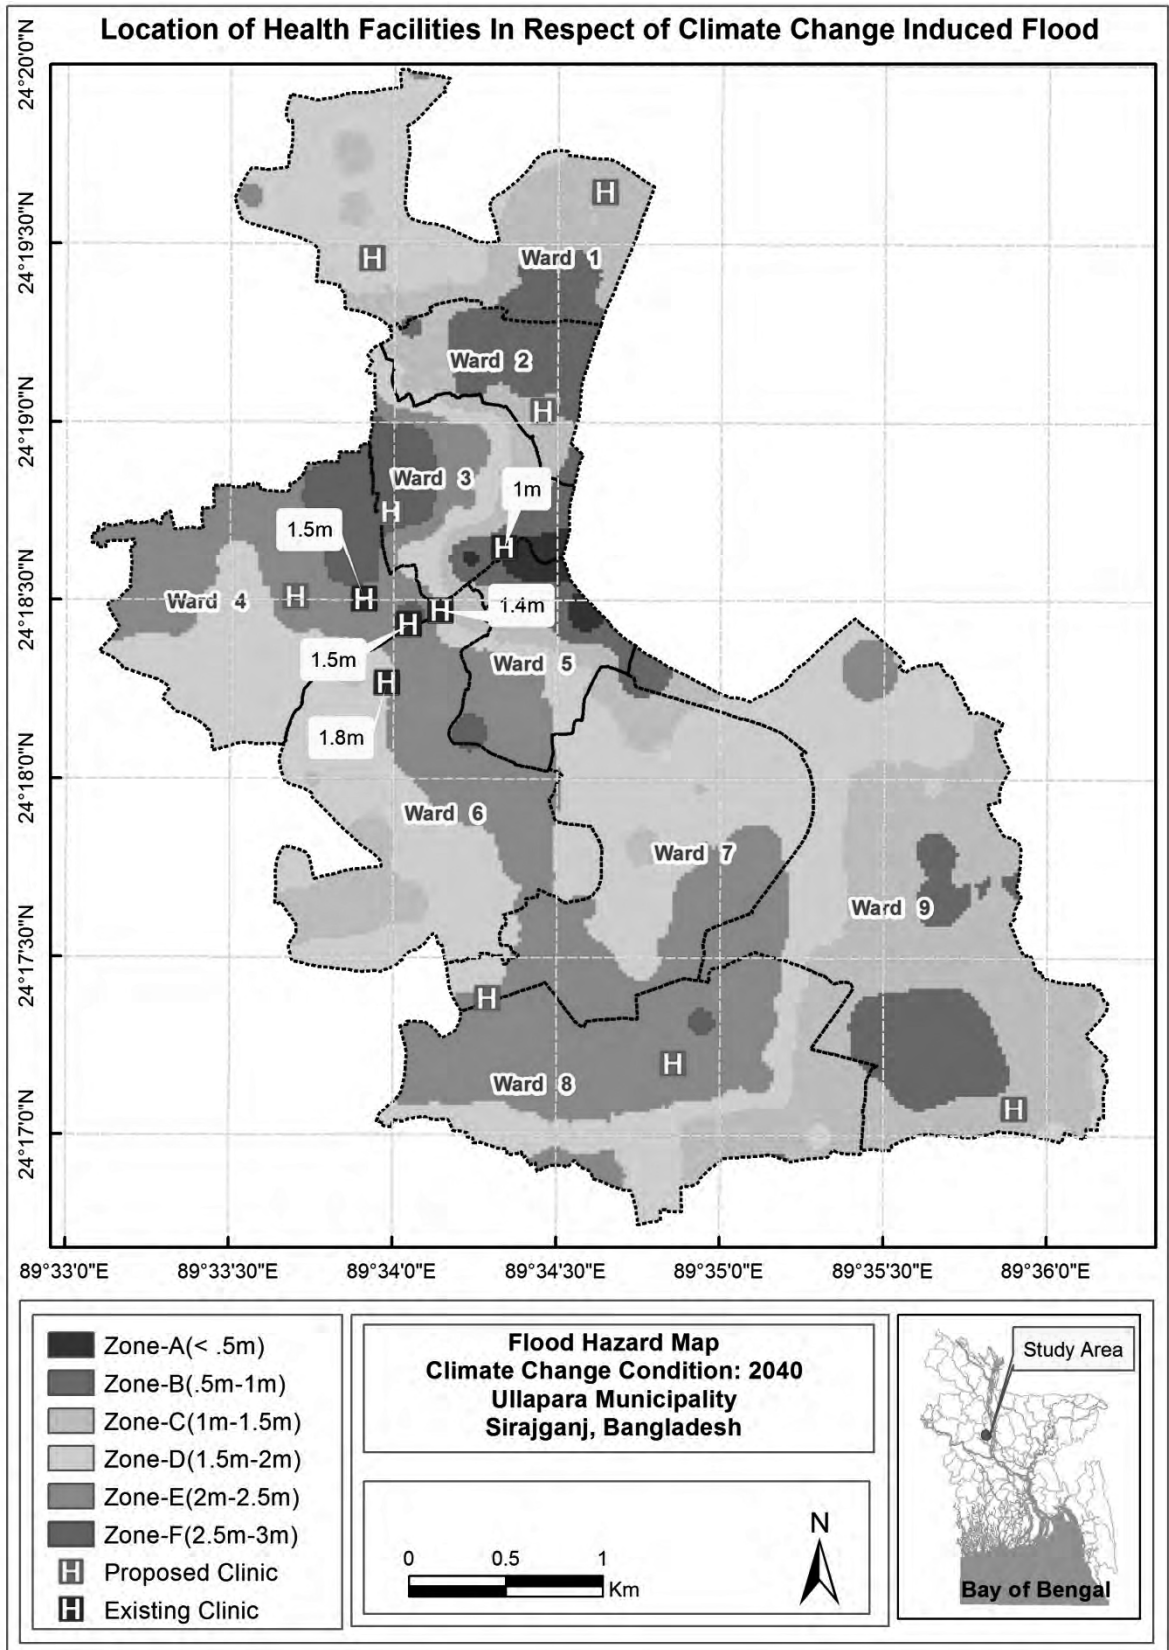 Location of Health Facilities In Respect of Climate Change Induced Flood
24°20'0"N
24°19'30"N
24°19'0"N
24°18'30"N
24°18'0"N
24°17'30"N
24°17'0"N
H
H
Ward 1
Ward 2
H
Ward 3
1m
H
1.5m
H
Ward 4
H
H
H
1.4m
H
1.5m
Ward 5
H
1.8m
Ward 6
Ward 7
Ward 9
H
H
Ward 8
H
89°33'0"E 89°33'30"E 89°34'0"E 89°34'30"E 89°35'0"E 89°35'30"E 89°36'0"E
Zone-A(< .5m)
Zone-B(.5m-1m)
Zone-C(1m-1.5m)
Zone-D(1.5m-2m)
Zone-E(2m-2.5m)
Zone-F(2.5m-3m)
H Proposed Clinic
H Existing Clinic
Flood Hazard Map
Climate Change Condition: 2040
Ullapara Municipality
Sirajganj, Bangladesh
0 0.5 1
Km
N
Study Area
Bay of Bengal